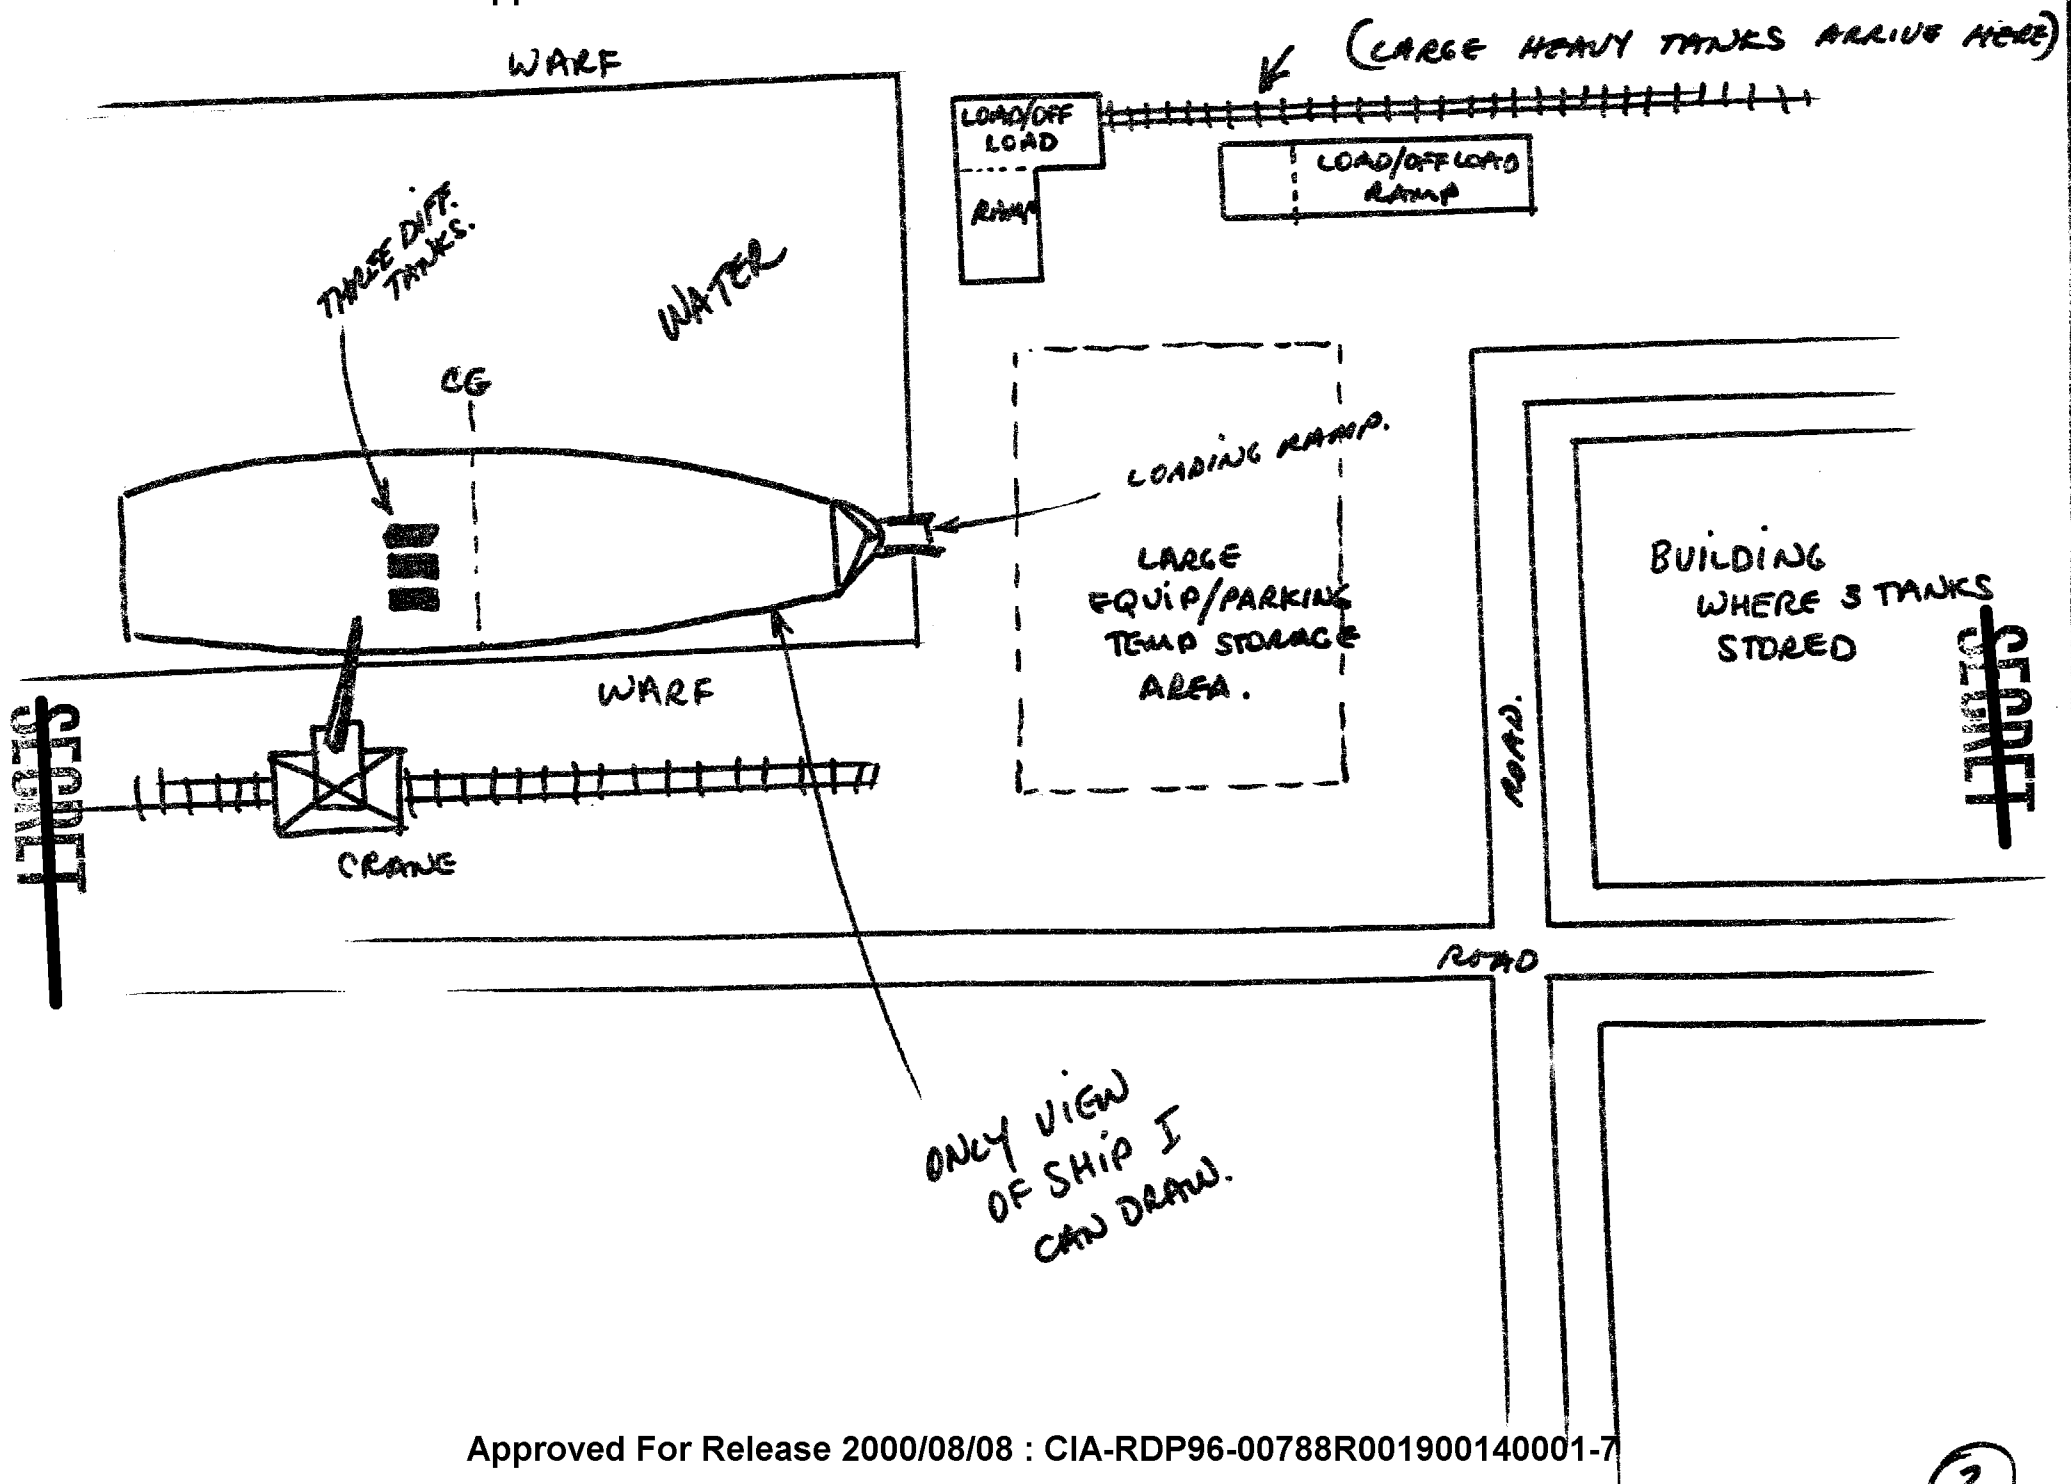 WARF
(LARGE HEAVY TANKS ARRIVE HERE)
LOAD/OFF
LOAD
RAMP
LOAD/OFFLOAD
RAMP
THREE DIFF.
TANKS.
WATER
CG
LOADING RAMP.
LARGE
EQUIP/PARKING
TEMP STORAGE
AREA.
BUILDING
WHERE 3 TANKS
STORED
SECRET
SECRET
WARF
ROAD.
CRANE
ROAD
ONLY VIEW
OF SHIP I
CAN DRAW.
Approved For Release 2000/08/08 : CIA-RDP96-00788R001900140001-7